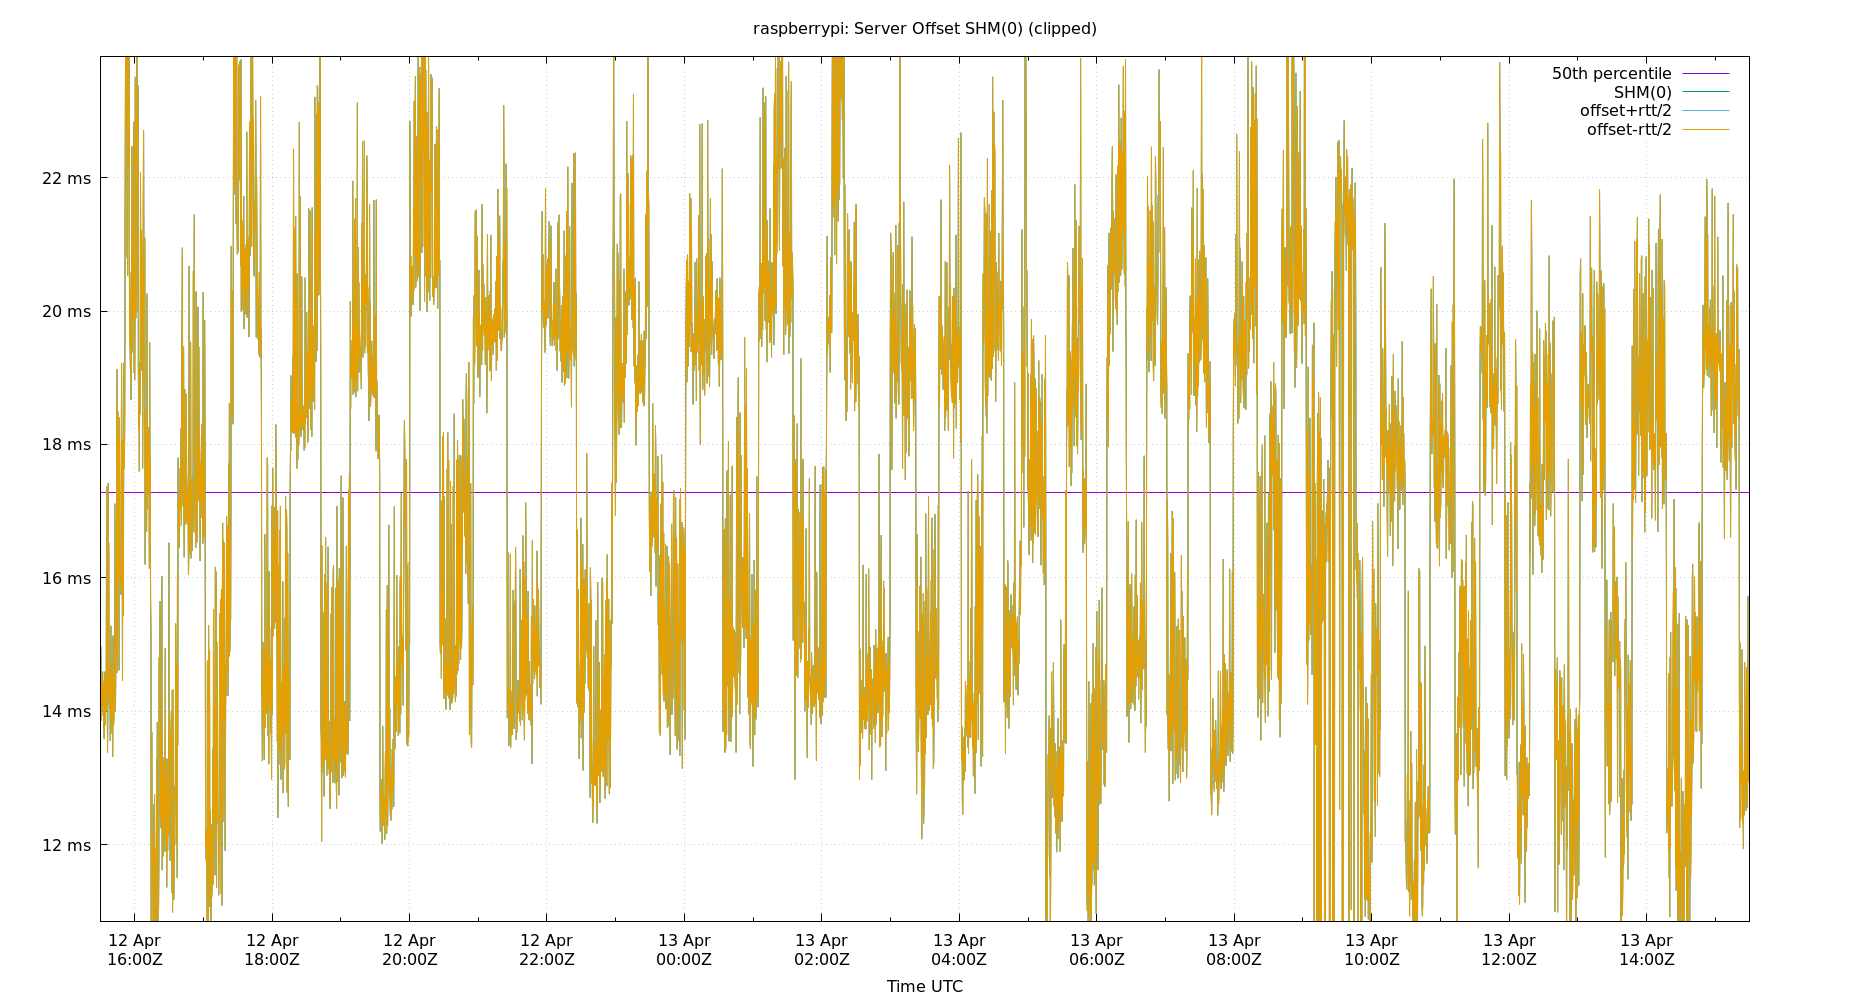 raspberrypi: Server Offset SHM(0) (clipped)
50th percentile
SHM(0)
offset+rtt/2
offset-rtt/2
22 ms
20 ms
18 ms
16 ms
14 ms
12 ms
12 Apr 12 Apr 12 Apr 12 Apr 13 Apr 13 Apr 13 Apr 13 Apr 13 Apr 13 Apr 13 Apr 13 Apr
16:00Z 18:00Z 20:00Z 22:00Z 00:00Z 02:00Z 04:00Z 06:00Z 08:00Z 10:00Z 12:00Z 14:00Z
Time UTC